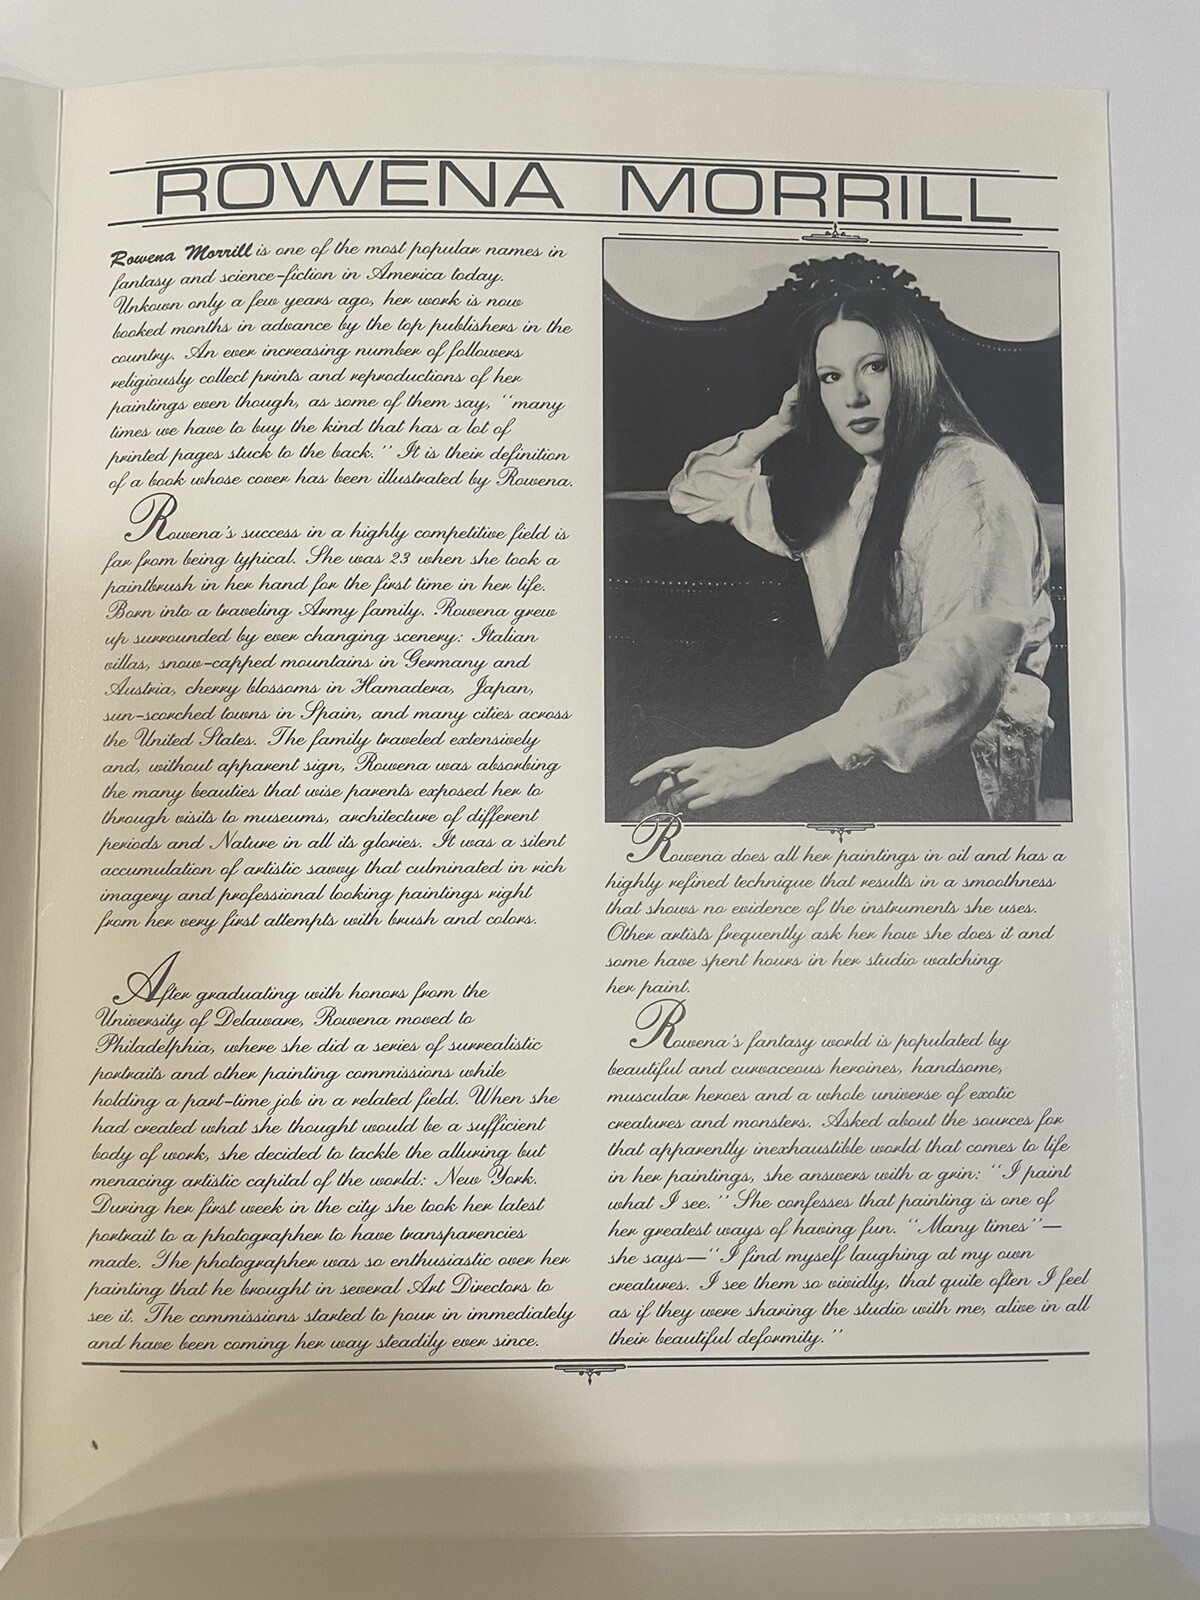 ROWENA MORRILL
Rowena Morrill is one of the most popular names in
fantasy and science-fiction in America today.
Unkown only a few years ago, her work is now
booked months in advance by the top publishers in the
country. An ever increasing number of followers
religiously collect prints and reproductions of her
paintings even though, as some of them say, "many
times we have to buy the kind that has a lot of
printed pages stuck to the back." It is their definition
of a book whose cover has been illustrated by Rowena.
Rowena's success in a highly competitive field is
far from being typical. She was 23 when she took a
paintbrush in her hand for the first time in her life.
Born into a traveling Army family. Rowena grew
up surrounded by ever changing scenery: Italian
villas, snow-capped mountains in Germany and
Austria, cherry blossoms in Hamadera, Japan,
sun-scorched towns in Spain, and many cities across
the United States. The family traveled extensively
and, without apparent sign, Rowena was absorbing
the many beauties that wise parents exposed her to
through visits to museums, architecture of different
periods and Nature in all its glories. It was a silent
accumulation of artistic savvy that culminated in rich
imagery and professional looking paintings right
from her very first attempts with brush and colors.
After graduating with honors from the
University of Delaware, Rowena moved to
Philadelphia, where she did a series of surrealistic
portraits and other painting commissions while
holding a part-time job in a related field. When she
had created what she thought would be a sufficient
body of work, she decided to tackle the alluring but
menacing artistic capital of the world: New York.
During her first week in the city she took her latest
portrait to a photographer to have transparencies
made. The photographer was so enthusiastic over her
painting that he brought in several Art Directors to
see it. The commissions started to pour in immediately
and have been coming her way steadily ever since.
Rowena does all her paintings in oil and has a
highly refined technique that results in a smoothness
that shows no evidence of the instruments she uses.
Other artists frequently ask her how she does it and
some have spent hours in her studio watching
her paint.
Rowena's fantasy world is populated by
beautiful and curvaceous heroines, handsome,
muscular heroes and a whole universe of exotic
creatures and monsters. Asked about the sources for
that apparently inexhaustible world that comes to life
in her paintings, she answers with a grin: "I paint
what I see." She confesses that painting is one of
her greatest ways of having fun. "Many times"—
she says—"I find myself laughing at my own
creatures. I see them so vividly, that quite often I feel
as if they were sharing the studio with me, alive in all
their beautiful deformity."